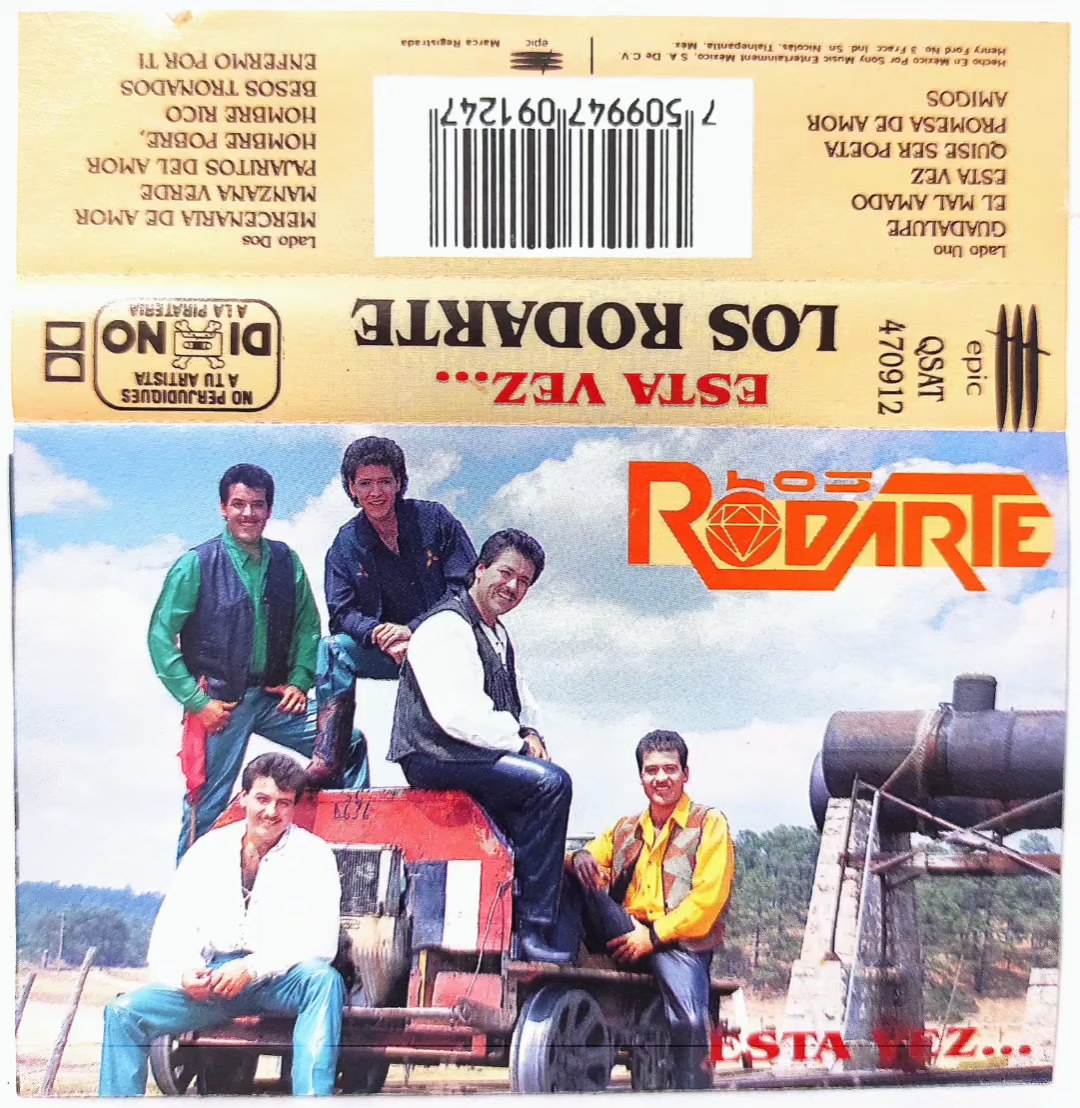 Lado Uno
GUADALUPE
EL MAL AMADO
ESTA VEZ
QUISE SER POETA
PROMESA DE AMOR
AMIGOS
Hecho En México Por Sony Music Entertainment México, S.A. De C.V.
Henry Ford No. 3 Fracc. Ind. Sn. Nicolás, Tlalnepantla, Mex.
7 509947 091247
Lado Dos
MERCENARIA DE AMOR
MANZANA VERDE
PAJARITOS DEL AMOR
HOMBRE POBRE,
HOMBRE RICO
BESOS TRONADOS
ENFERMO POR TI
epic
Marca Registrada
epic
QSAT
470912
ESTA VEZ...
LOS RODARTE
NO PERJUDIQUES
A TU ARTISTA
DI NO
A LA PIRATERIA
Los
RODARTE
ESTA VEZ...